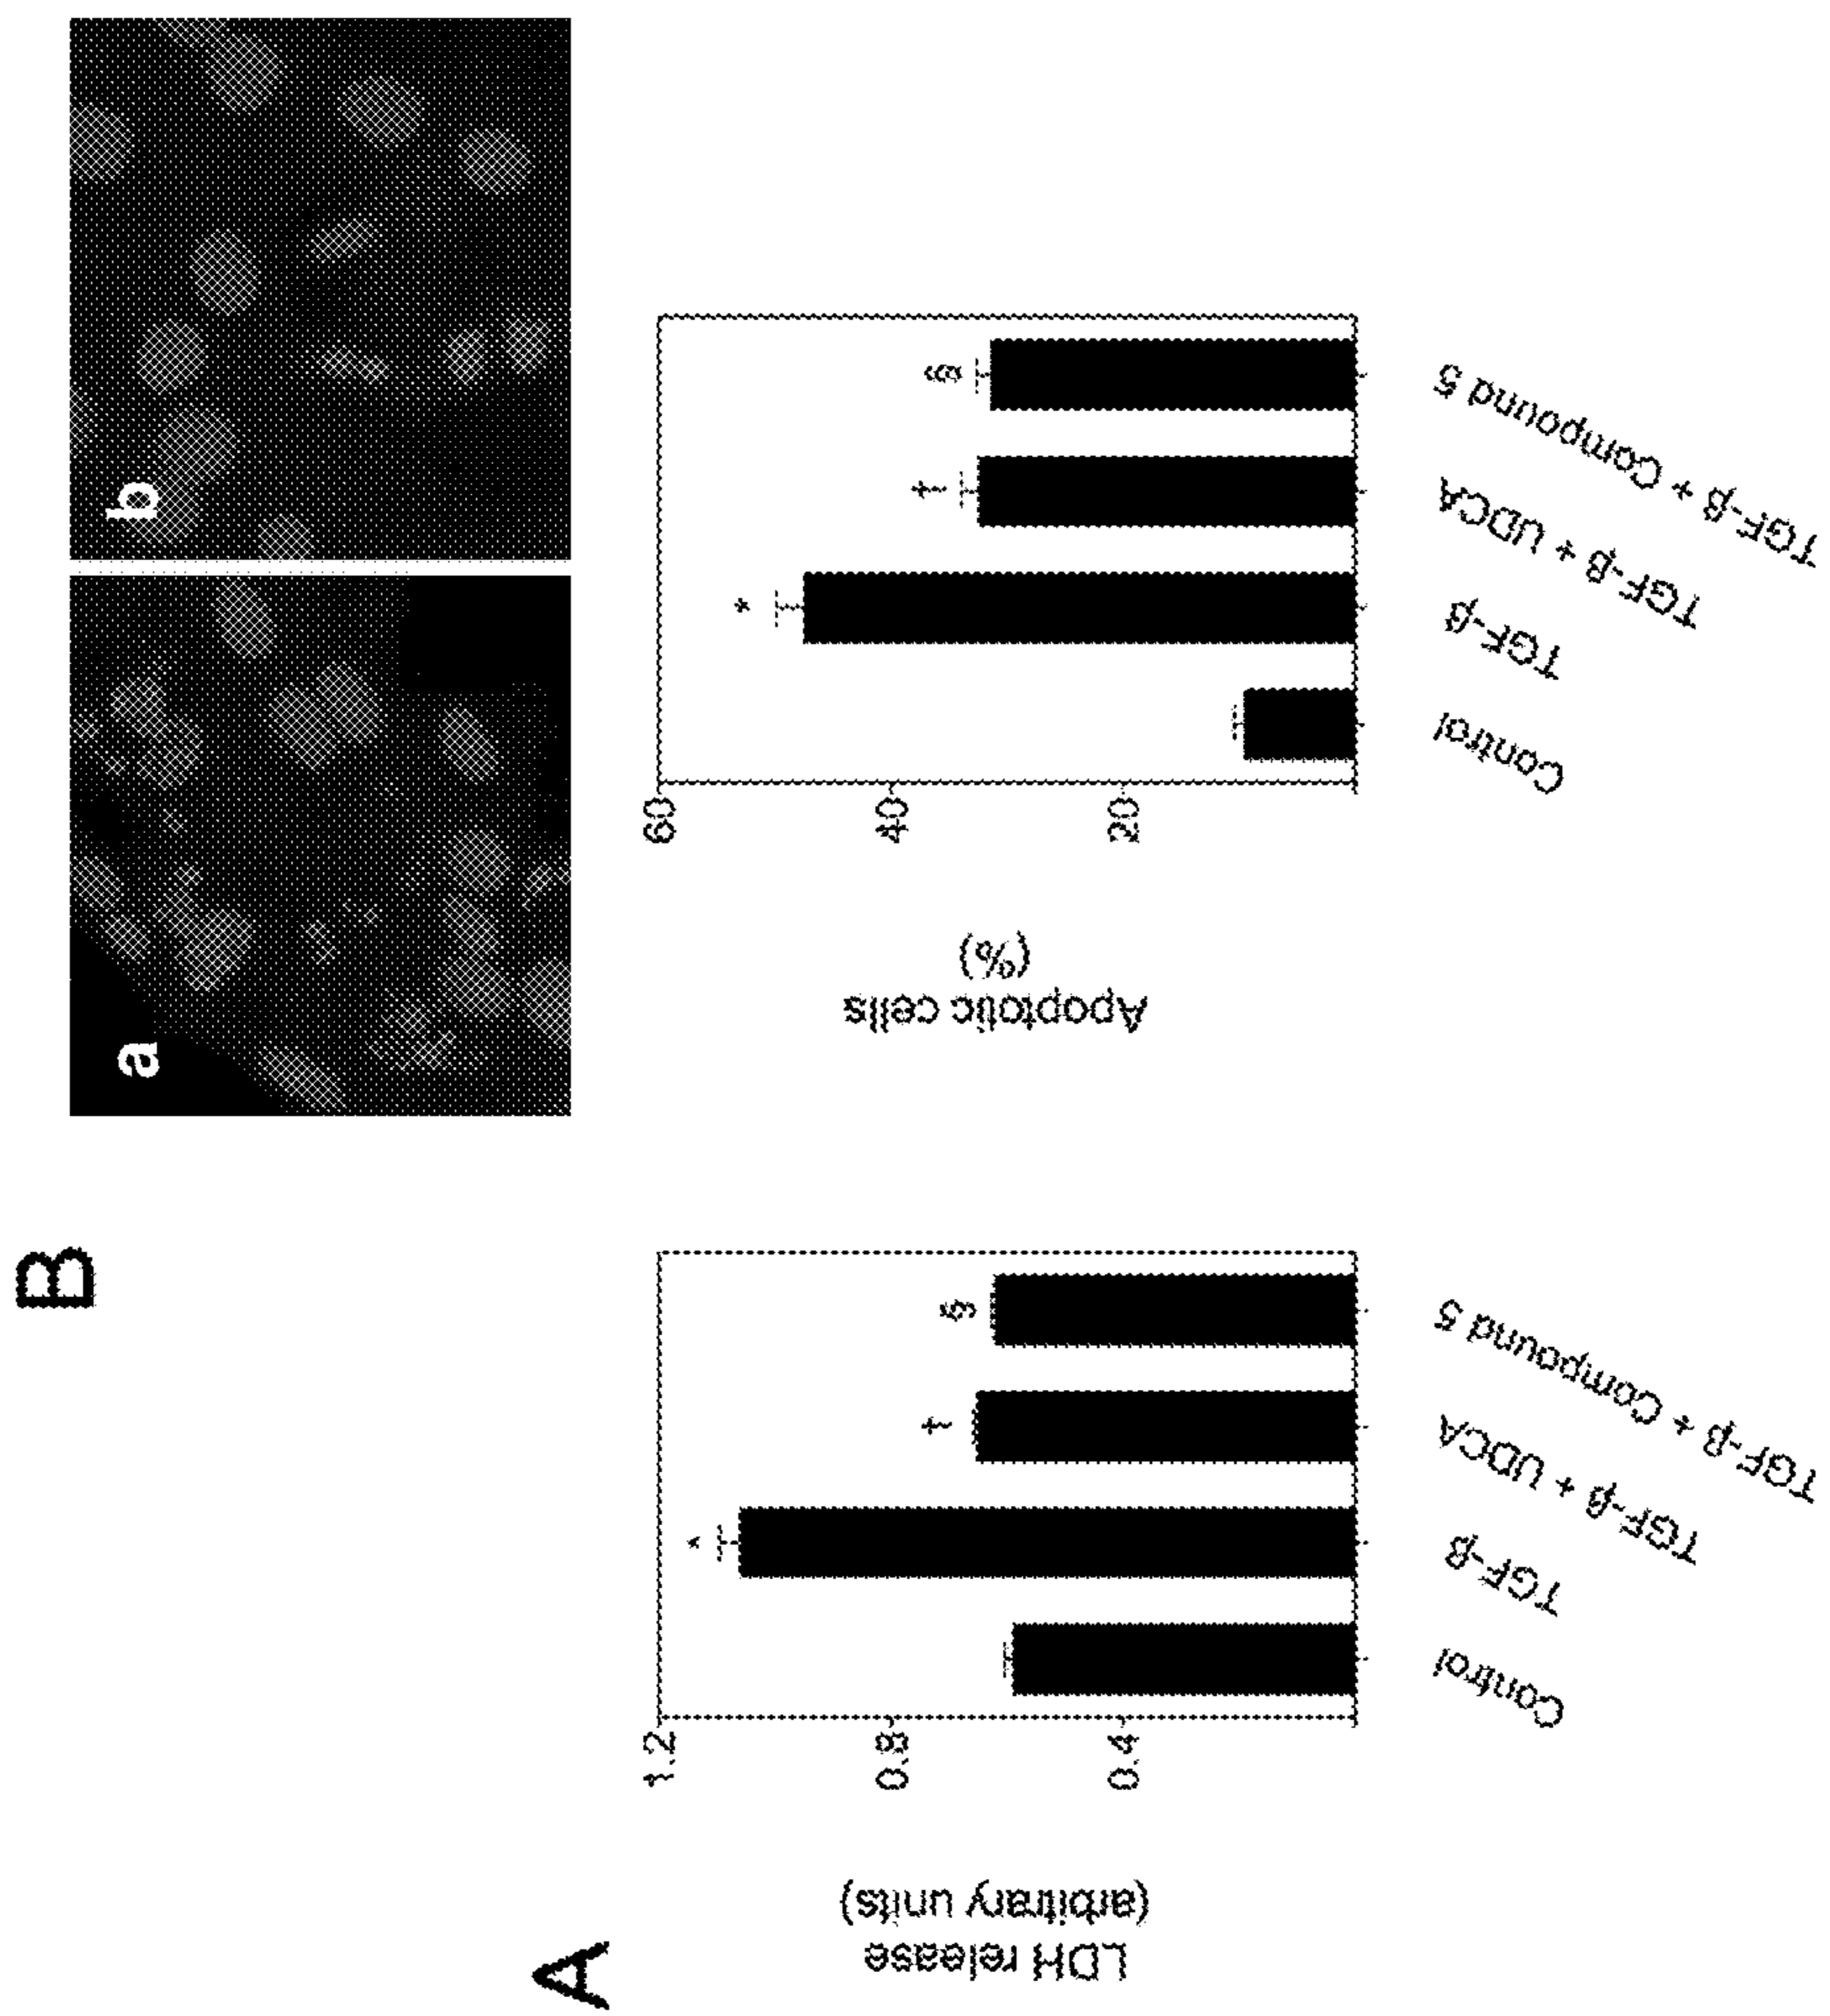 A
LDH release
(arbitrary units)
1.2
0.8
0.4
*
†
§
Control
TGF-β
TGF-β + UDCA
TGF-β + Compound 5
B
a
b
Apoptotic cells
(%)
60
40
20
*
†
§
Control
TGF-β
TGF-β + UDCA
TGF-β + Compound 5